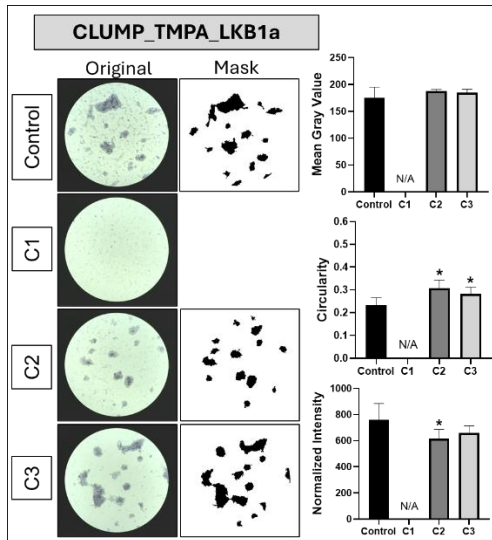 CLUMP_TMPA_LKB1a
Original Mask
Control
C1
C2
C3
Mean Gray Value
250
200
150
100
50
0
N/A
Control C1 C2 C3
Circularity
0.6
0.5
0.4
0.3
0.2
0.1
0.0
* *
N/A
Control C1 C2 C3
Normalized Intensity
1000
800
600
400
200
0
*
N/A
Control C1 C2 C3